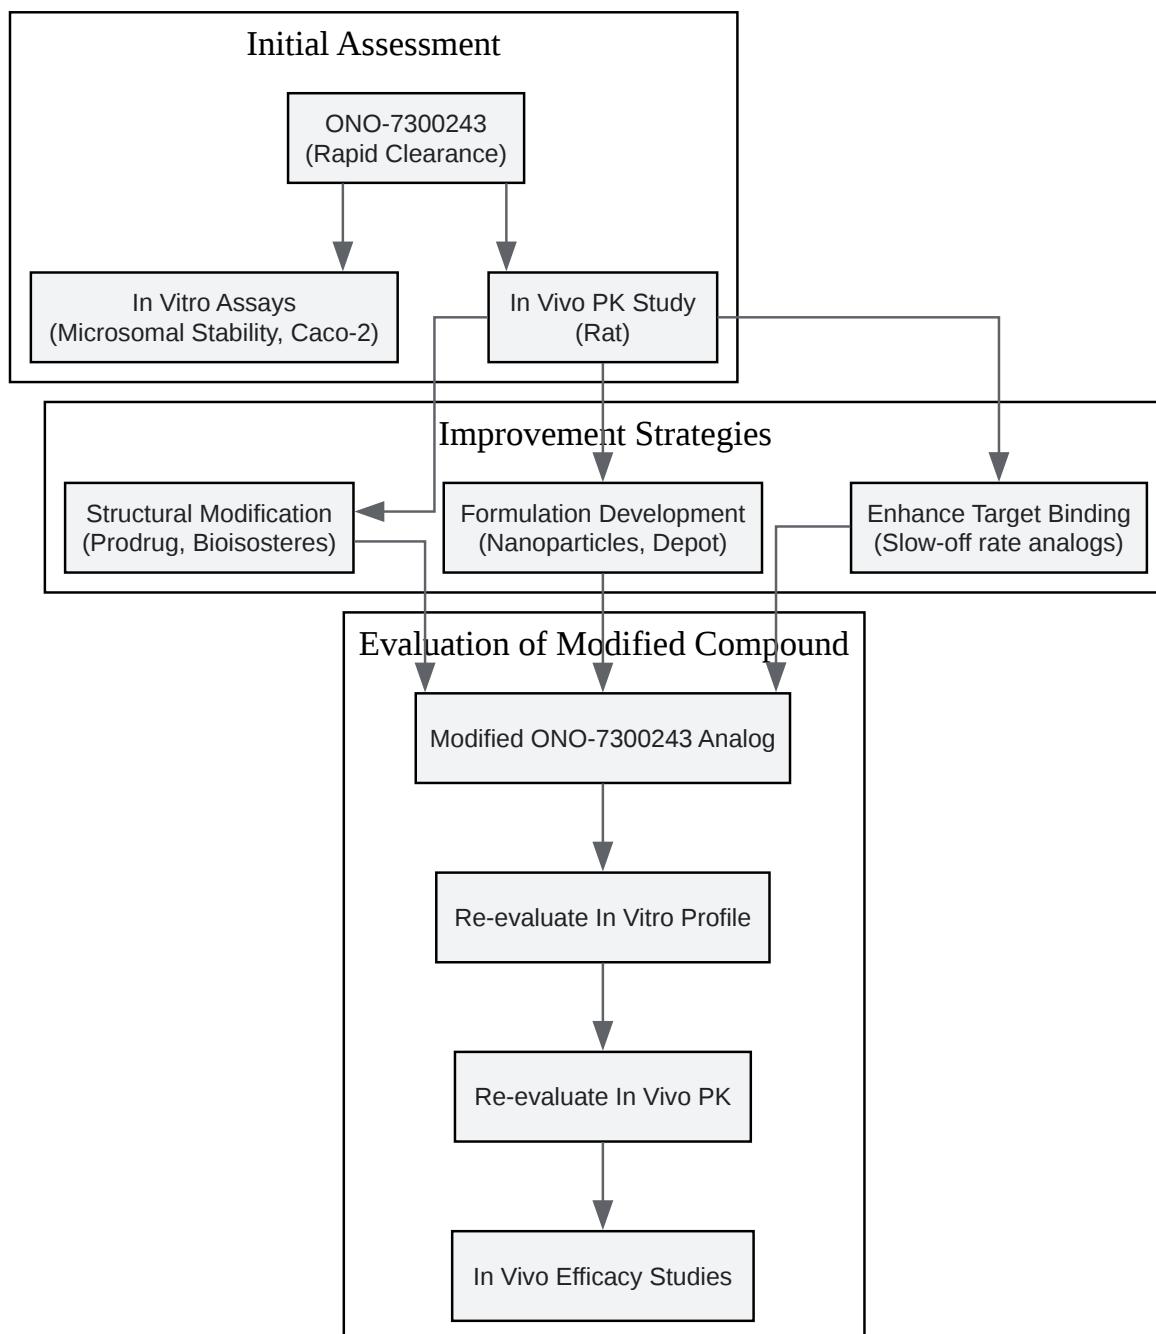 Initial Assessment
ONO-7300243
(Rapid Clearance)
In Vitro Assays
(Microsomal Stability, Caco-2)
In Vivo PK Study
(Rat)
Improvement Strategies
Structural Modification
(Prodrug, Bioisosteres)
Formulation Development
(Nanoparticles, Depot)
Enhance Target Binding
(Slow-off rate analogs)
Evaluation of Modified Compound
Modified ONO-7300243 Analog
Re-evaluate In Vitro Profile
Re-evaluate In Vivo PK
In Vivo Efficacy Studies